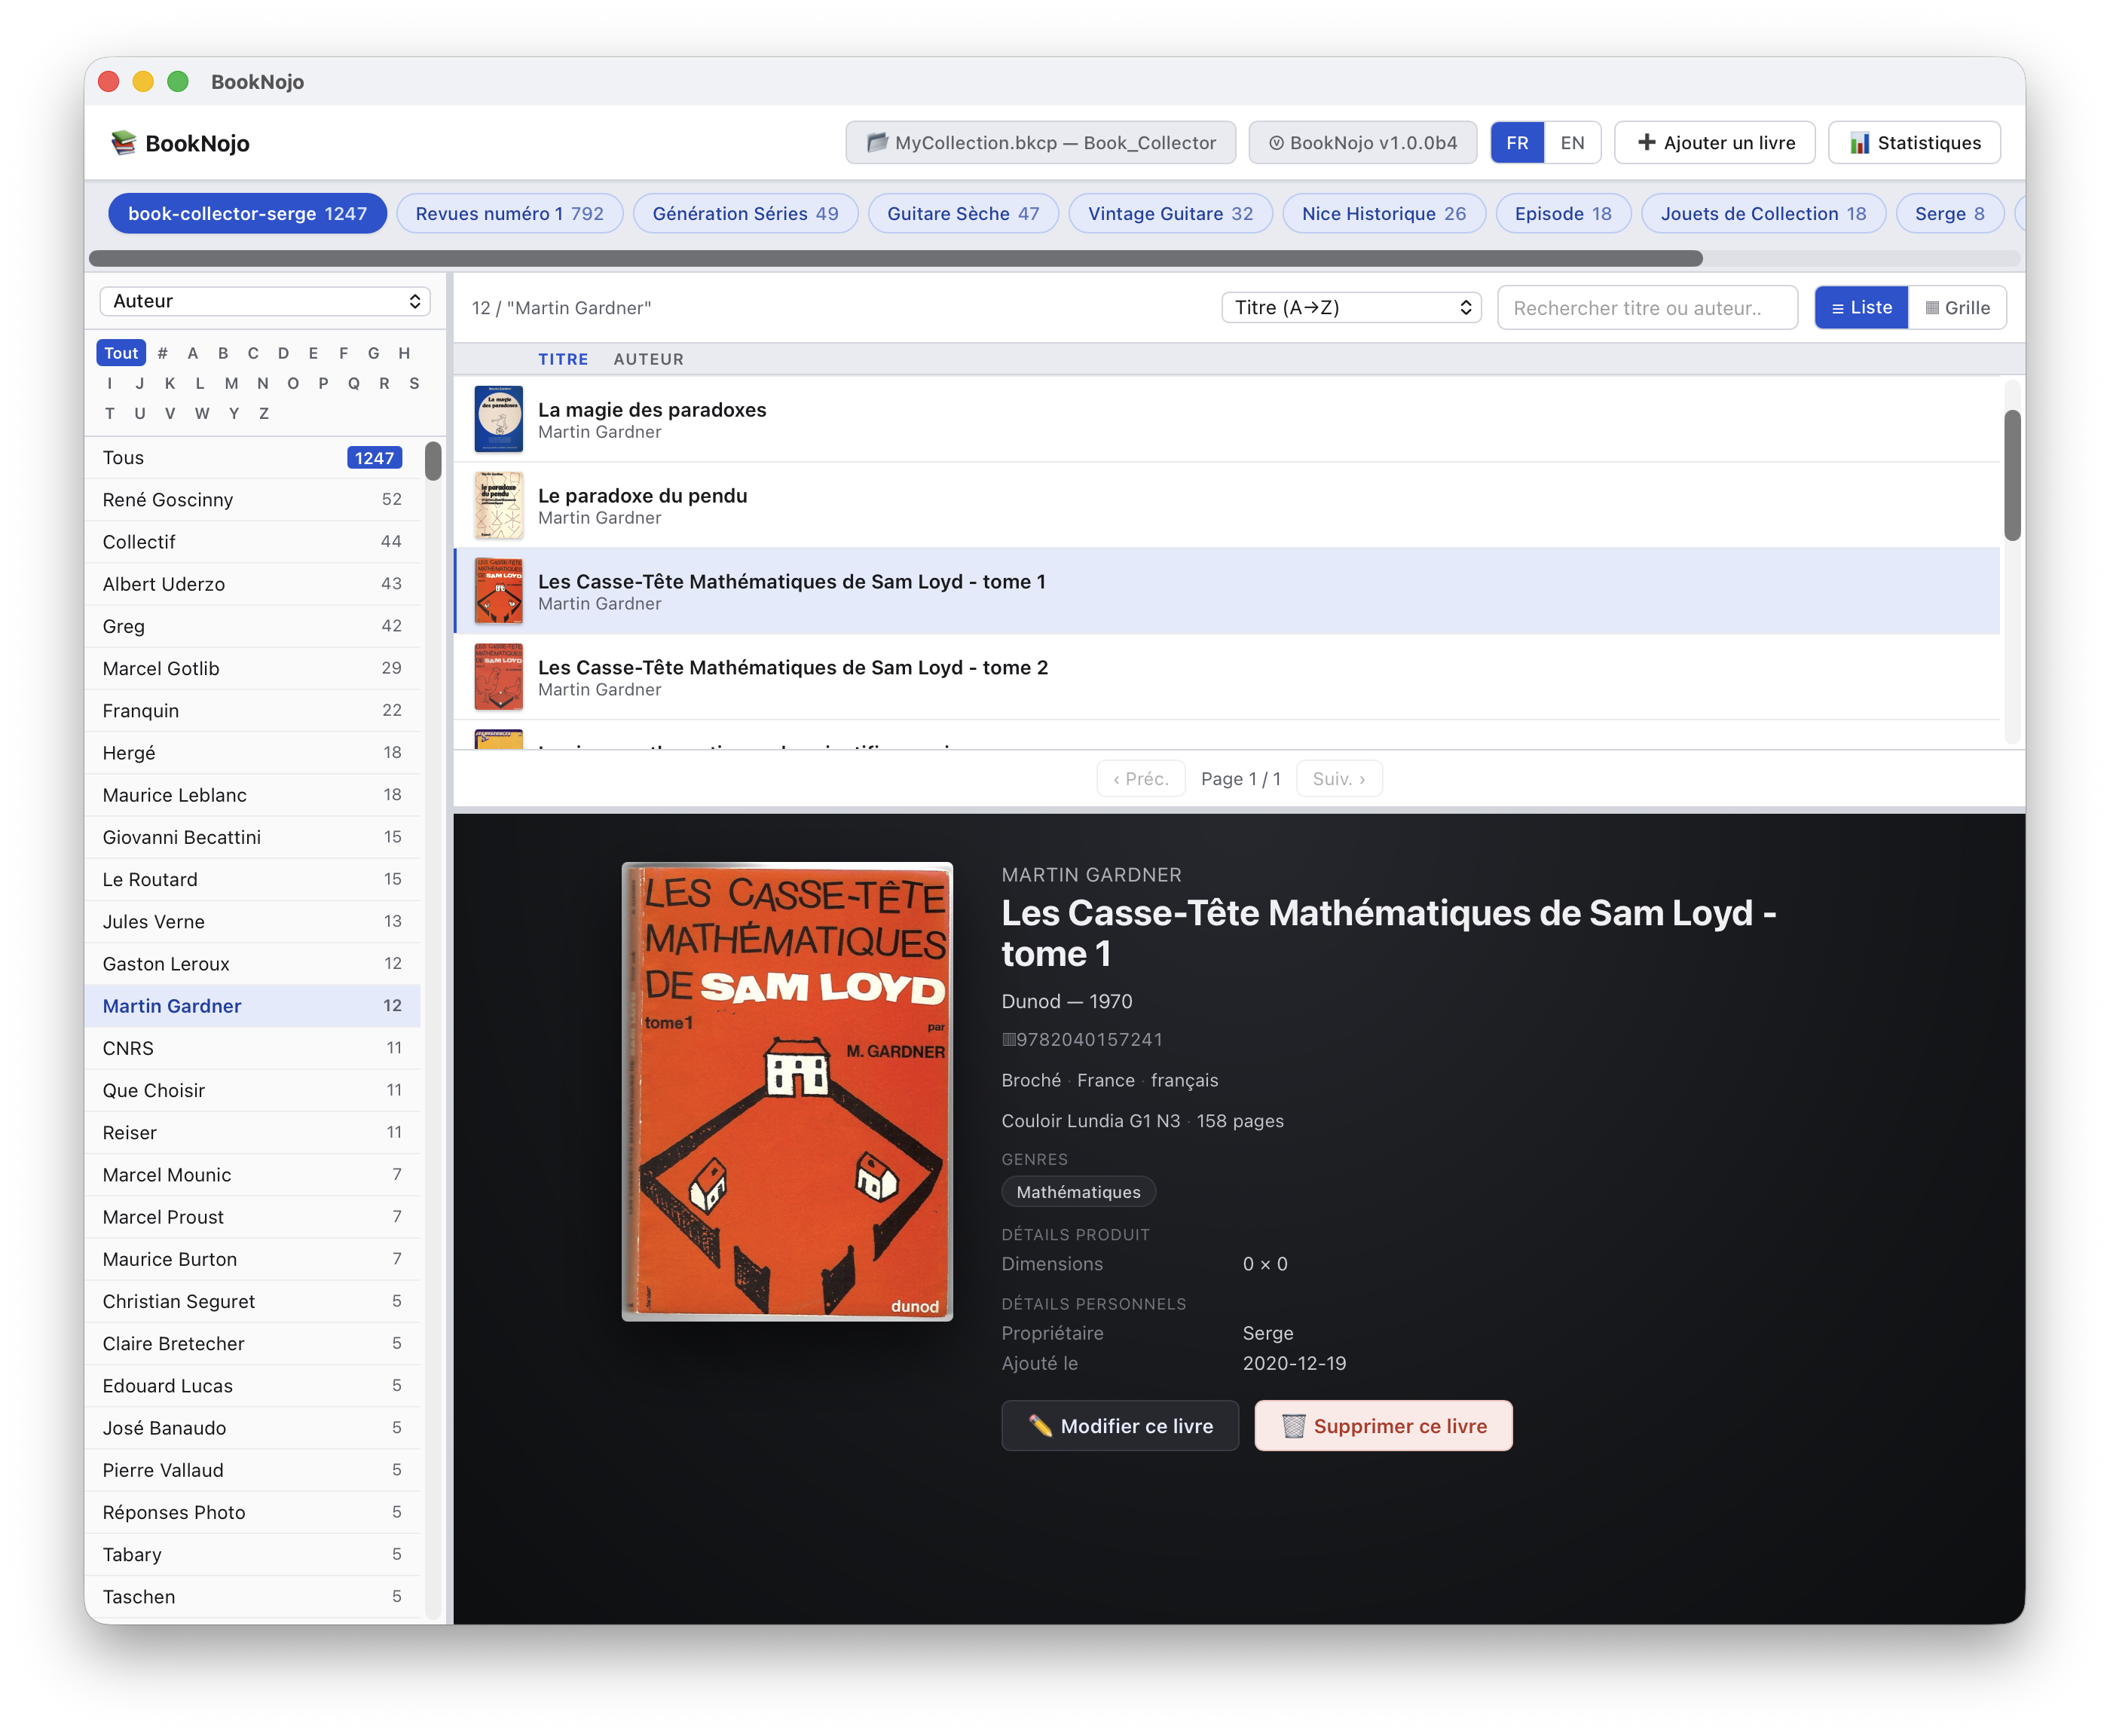 BookNojo
BookNojo
MyCollection.bkcp — Book_Collector
BookNojo v1.0.0b4
FR
EN
Ajouter un livre
Statistiques
book-collector-serge 1247
Revues numéro 1 792
Génération Séries 49
Guitare Sèche 47
Vintage Guitare 32
Nice Historique 26
Episode 18
Jouets de Collection 18
Serge 8
Auteur
Tout # A B C D E F G H
I J K L M N O P Q R S
T U V W Y Z
Tous 1247
René Goscinny 52
Collectif 44
Albert Uderzo 43
Greg 42
Marcel Gotlib 29
Franquin 22
Hergé 18
Maurice Leblanc 18
Giovanni Becattini 15
Le Routard 15
Jules Verne 13
Gaston Leroux 12
Martin Gardner 12
CNRS 11
Que Choisir 11
Reiser 11
Marcel Mounic 7
Marcel Proust 7
Maurice Burton 7
Christian Seguret 5
Claire Bretecher 5
Edouard Lucas 5
José Banaudo 5
Pierre Vallaud 5
Réponses Photo 5
Tabary 5
Taschen 5
12 / "Martin Gardner"
Titre (A→Z)
Rechercher titre ou auteur..
Liste
Grille
TITRE AUTEUR
La magie des paradoxes
Martin Gardner
Le paradoxe du pendu
Martin Gardner
Les Casse-Tête Mathématiques de Sam Loyd - tome 1
Martin Gardner
Les Casse-Tête Mathématiques de Sam Loyd - tome 2
Martin Gardner
‹ Préc.
Page 1 / 1
Suiv. ›
LES CASSE-TÊTE
MATHÉMATIQUES
DE SAM LOYD
tome 1
par
M. GARDNER
dunod
MARTIN GARDNER
Les Casse-Tête Mathématiques de Sam Loyd -
tome 1
Dunod — 1970
9782040157241
Broché · France · français
Couloir Lundia G1 N3 · 158 pages
GENRES
Mathématiques
DÉTAILS PRODUIT
Dimensions 0 × 0
DÉTAILS PERSONNELS
Propriétaire Serge
Ajouté le 2020-12-19
Modifier ce livre
Supprimer ce livre